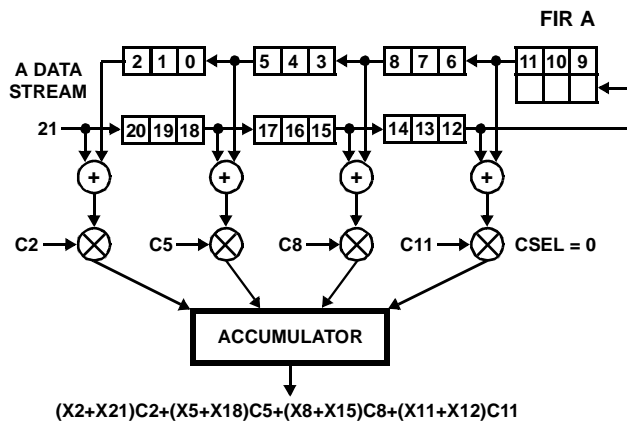 FIR A
2 1 0 5 4 3 8 7 6 11 10 9
A DATA
STREAM
21 20 19 18 17 16 15 14 13 12
+ + + +
C2 C5 C8 C11 CSEL = 0
ACCUMULATOR
(X2+X21)C2+(X5+X18)C5+(X8+X15)C8+(X11+X12)C11